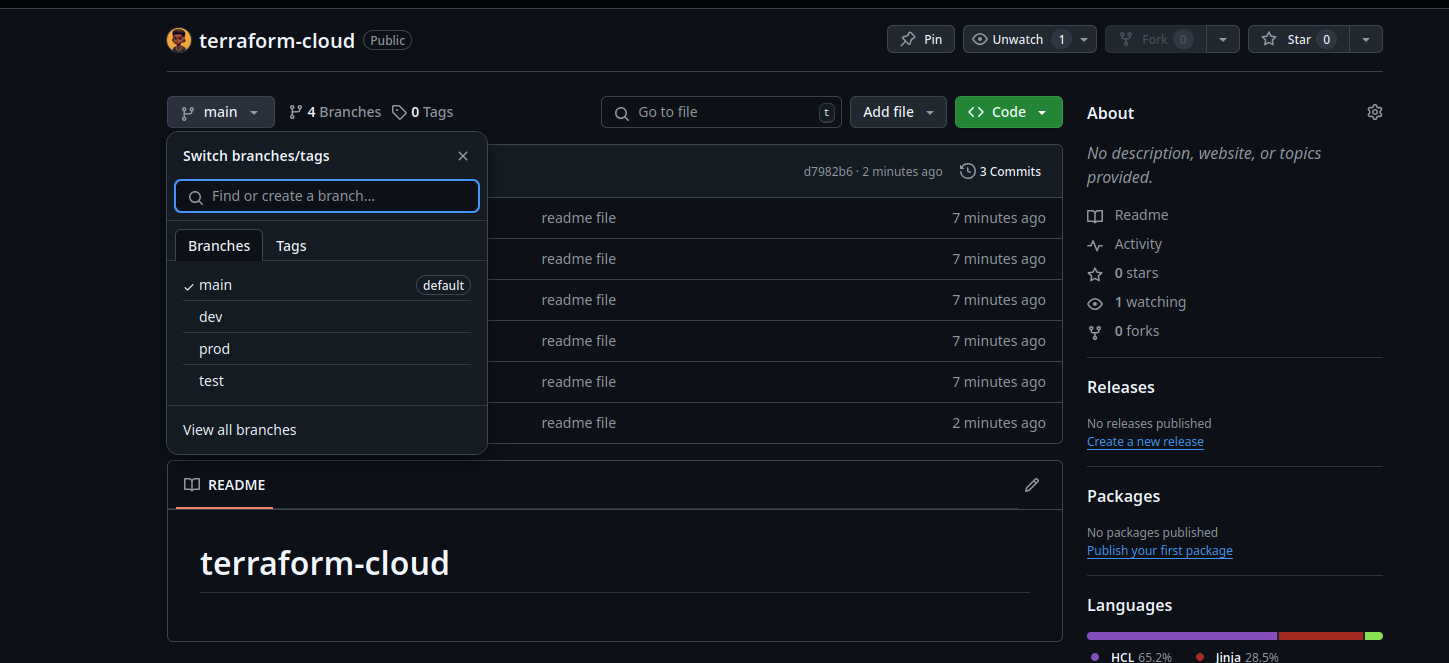 terraform-cloud Public
Pin
Unwatch 1
Fork 0
Star 0
main
4 Branches
0 Tags
Go to file t
Add file
Code
Switch branches/tags
Find or create a branch...
Branches Tags
main default
dev
prod
test
View all branches
d7982b6 · 2 minutes ago
3 Commits
readme file 7 minutes ago
readme file 7 minutes ago
readme file 7 minutes ago
readme file 7 minutes ago
readme file 7 minutes ago
readme file 2 minutes ago
README
terraform-cloud
About
No description, website, or topics
provided.
Readme
Activity
0 stars
1 watching
0 forks
Releases
No releases published
Create a new release
Packages
No packages published
Publish your first package
Languages
HCL 65.2% Jinja 28.5%